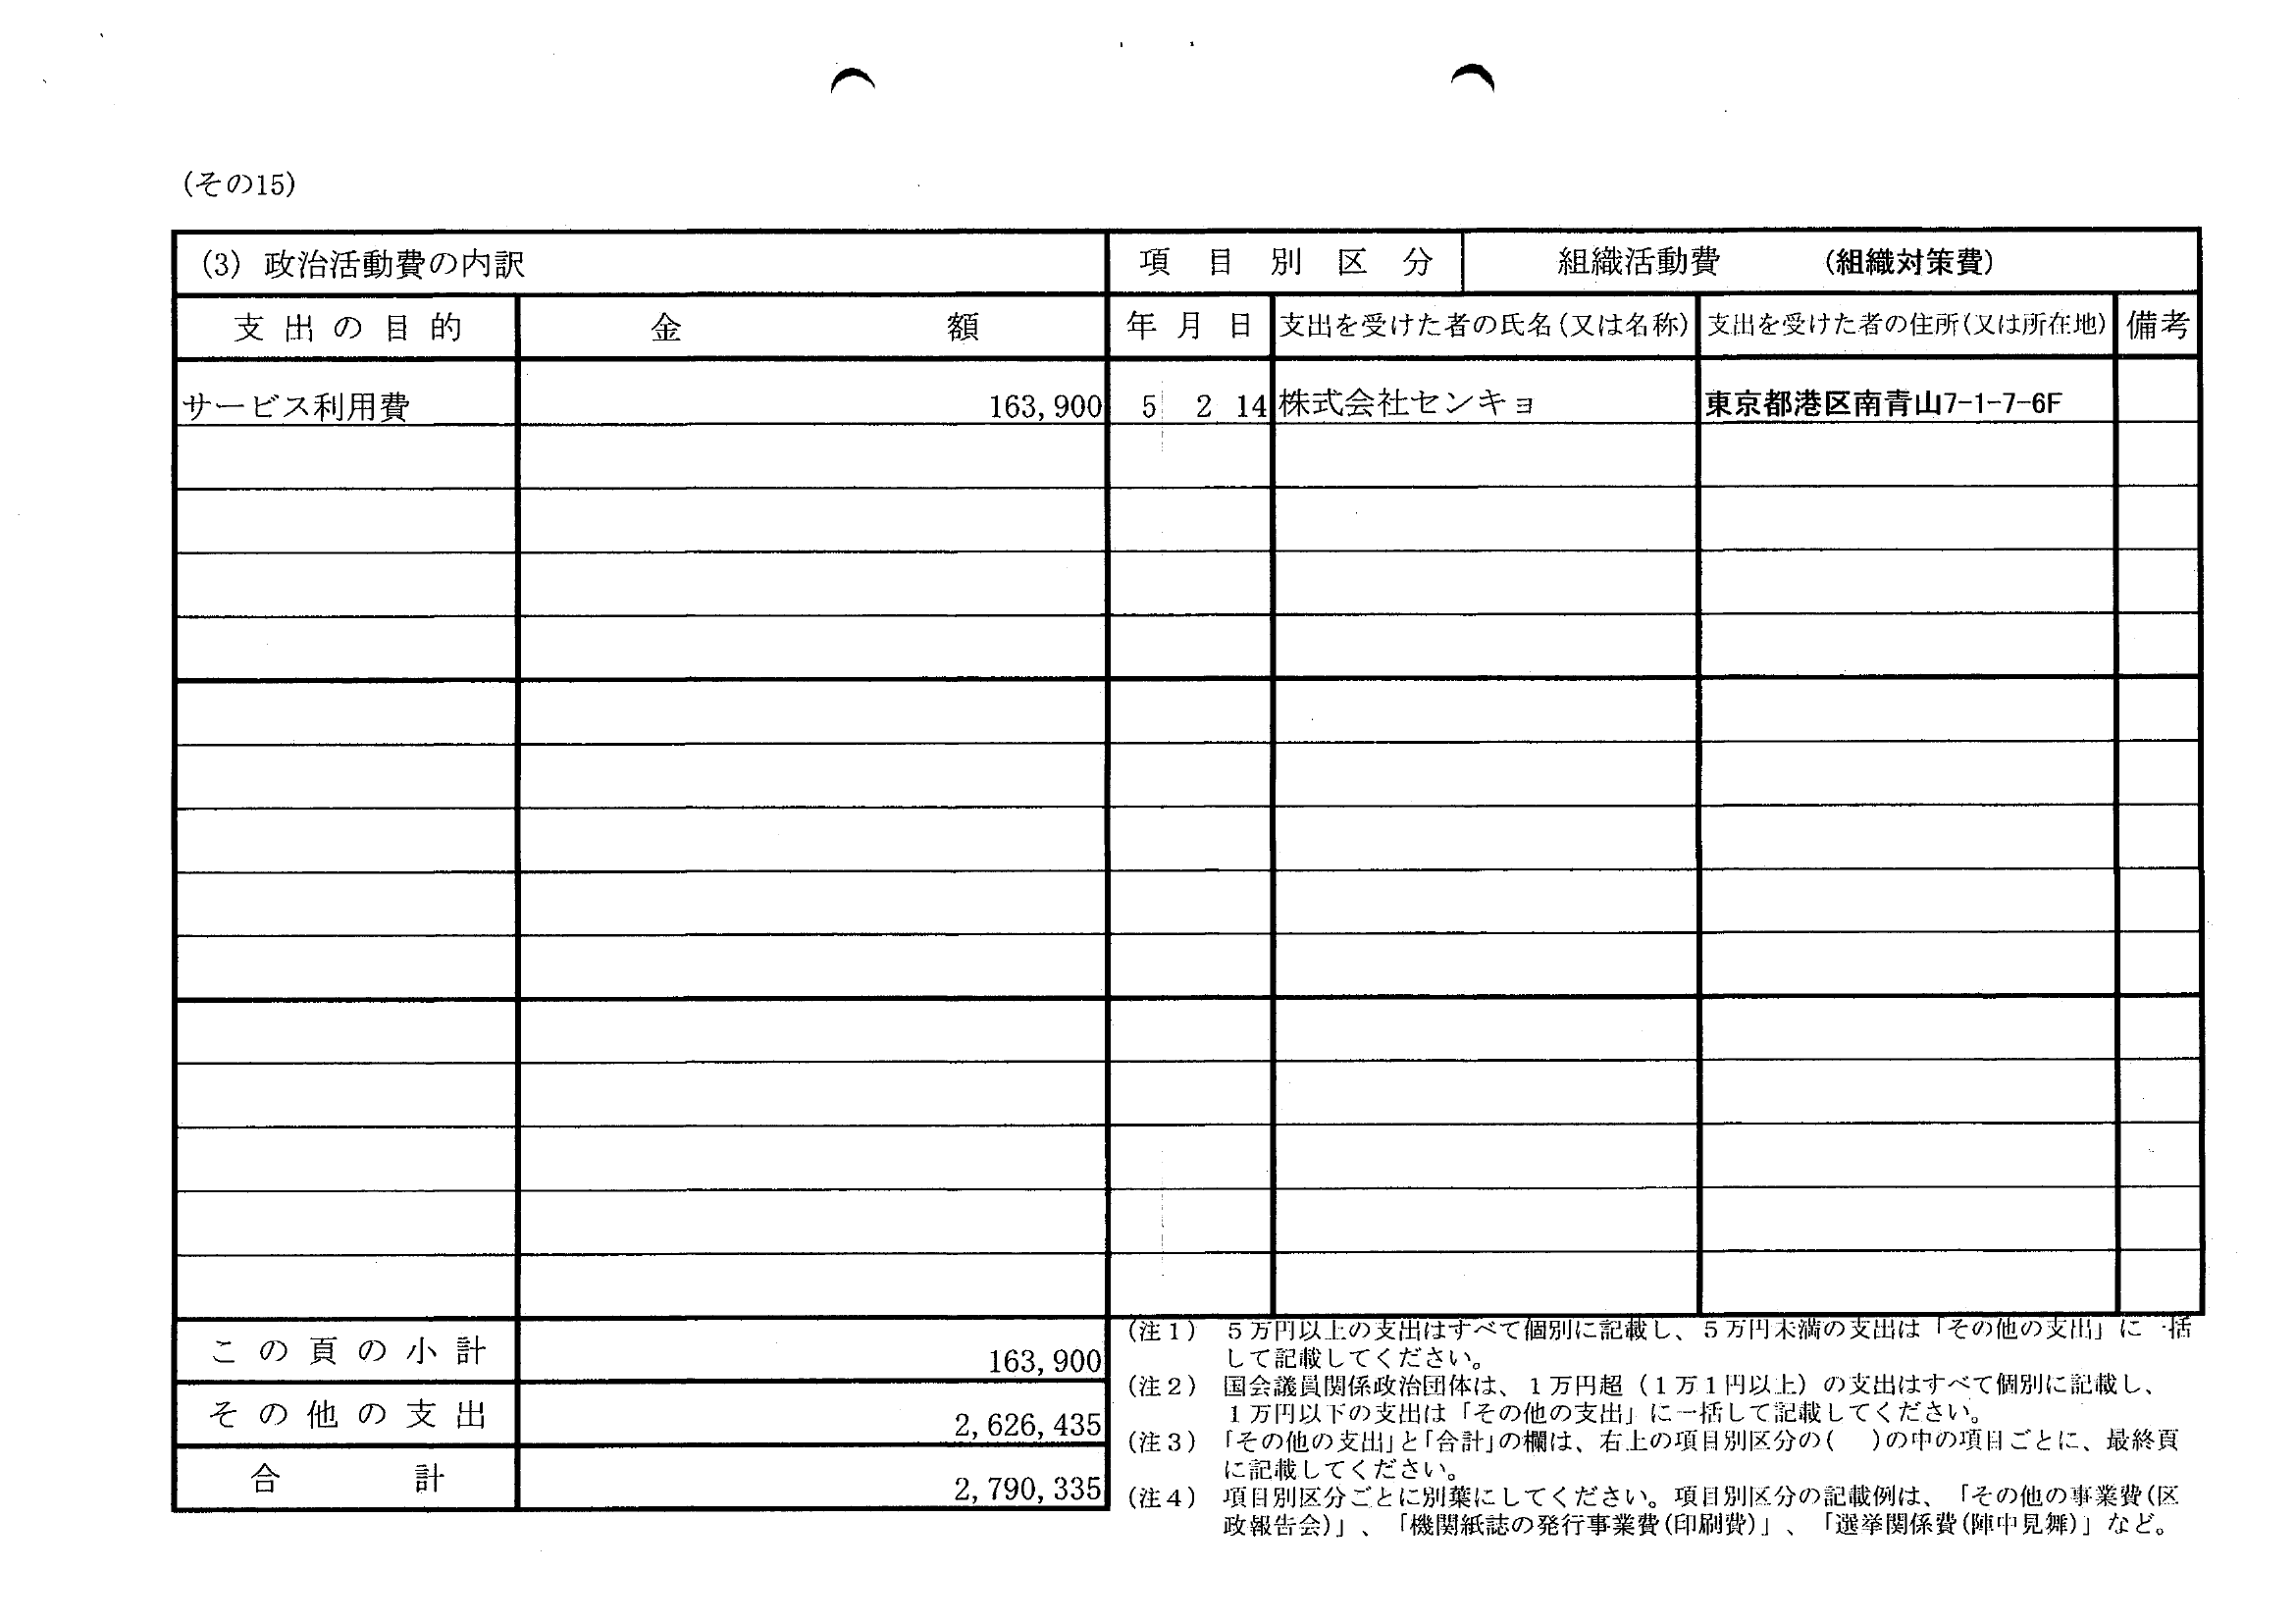 (その15)
(3) 政治活動費の内訳 項目別区分 組織活動費 (組織対策費)
支出の目的 金額 年月日 支出を受けた者の氏名(又は名称) 支出を受けた者の住所(又は所在地) 備考
サービス利用費 163,900 5 2 14 株式会社センキョ 東京都港区南青山7-1-7-6F
この頁の小計 163,900
その他の支出 2,626,435
合計 2,790,335
(注1) 5万円以上の支出はすべて個別に記載し、5万円未満の支出は「その他の支出」に一括
して記載してください。
(注2) 国会議員関係政治団体は、1万円超(1万1円以上)の支出はすべて個別に記載し、
1万円以下の支出は「その他の支出」に一括して記載してください。
(注3) 「その他の支出」と「合計」の欄は、右上の項目別区分の( )の中の項目ごとに、最終頁
に記載してください。
(注4) 項目別区分ごとに別葉にしてください。項目別区分の記載例は、「その他の事業費(区
政報告会)」、「機関紙誌の発行事業費(印刷費)」、「選挙関係費(陣中見舞)」など。